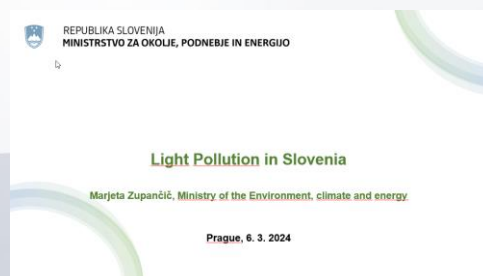 REPUBLIKA SLOVENIJA
MINISTRSTVO ZA OKOLJE, PODNEBJE IN ENERGIJO
Light Pollution in Slovenia
Marjeta Zupančič, Ministry of the Environment, climate and energy
Prague, 6. 3. 2024